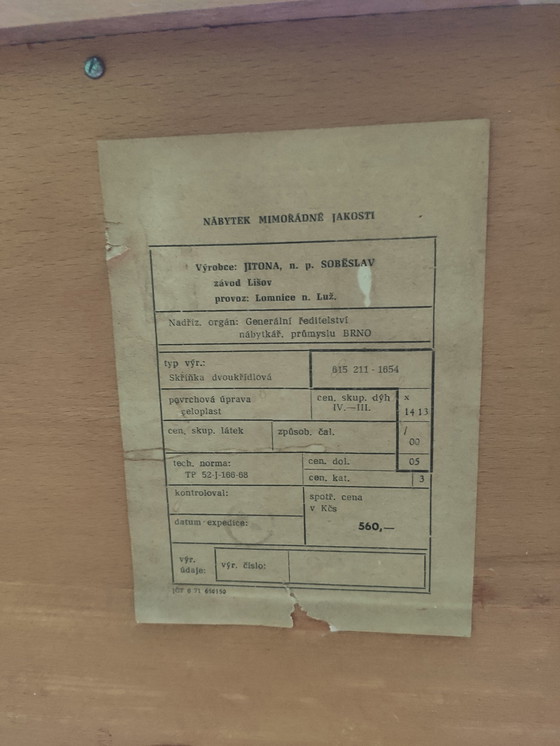 NÁBYTEK MIMOŘÁDNÉ JAKOSTI
Výrobce: JITONA, n. p. SOBĚSLAV
závod Lišov
provoz: Lomnice n. Luž.
Nadříz. orgán: Generální ředitelství
nábytkář. průmyslu BRNO
typ výr.:
Skříňka dvoukřídlová
815 211 - 1654
povrchová úprava
celoplast
cen. skup. dýh
IV.—III.
x
14 13
cen. skup. látek
způsob. čal.
/
00
tech. norma:
TP 52-J-166-68
cen. dol.
05
cen. kat.
3
kontroloval:
spotř. cena
v Kčs
560,—
datum expedice:
výr.
údaje:
výr. číslo: